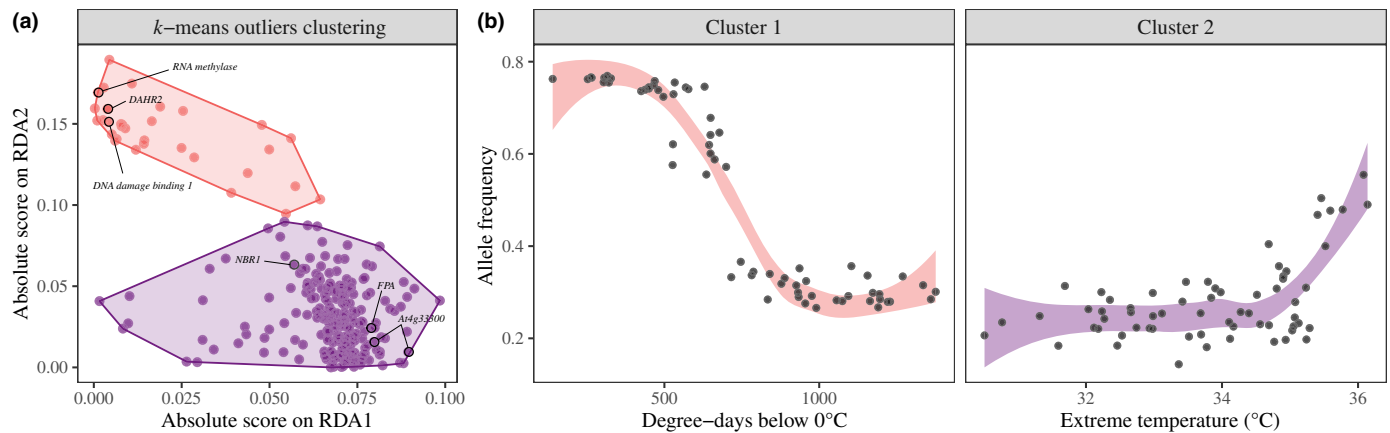 (a)
k−means outliers clustering
Absolute score on RDA2
0.15
0.10
0.05
0.00
RNA methylase
DAHR2
DNA damage binding 1
NBR1
FPA
At4g33300
0.000
0.025
0.050
0.075
0.100
Absolute score on RDA1
(b)
Cluster 1
Cluster 2
Allele frequency
0.8
0.6
0.4
0.2
500
1000
Degree−days below 0°C
32
34
36
Extreme temperature (°C)